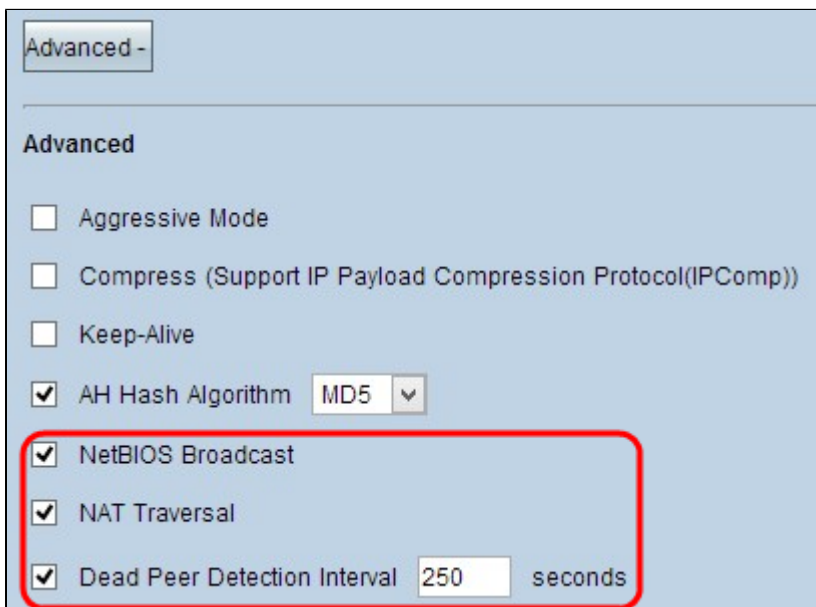 Advanced -
Advanced
Aggressive Mode
Compress (Support IP Payload Compression Protocol(IPComp))
Keep-Alive
AH Hash Algorithm MD5
NetBIOS Broadcast
NAT Traversal
Dead Peer Detection Interval 250 seconds